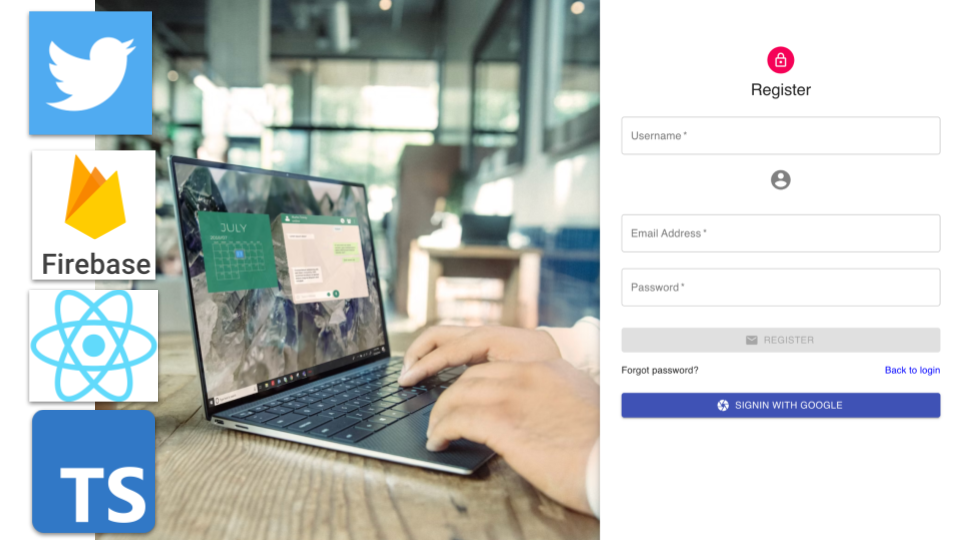 Firebase
TS
JULY
Register
Username *
Email Address *
Password *
REGISTER
Forgot password?
Back to login
SIGNIN WITH GOOGLE